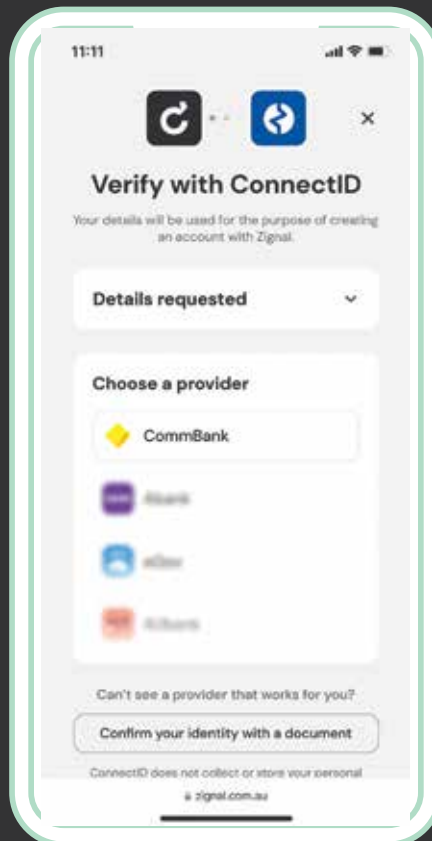 11:11
Verify with ConnectID
Your details will be used for the purpose of creating
an account with Zignal.
Details requested
Choose a provider
CommBank
Can't see a provider that works for you?
Confirm your identity with a document
ConnectID does not collect or store your personal
zignal.com.au